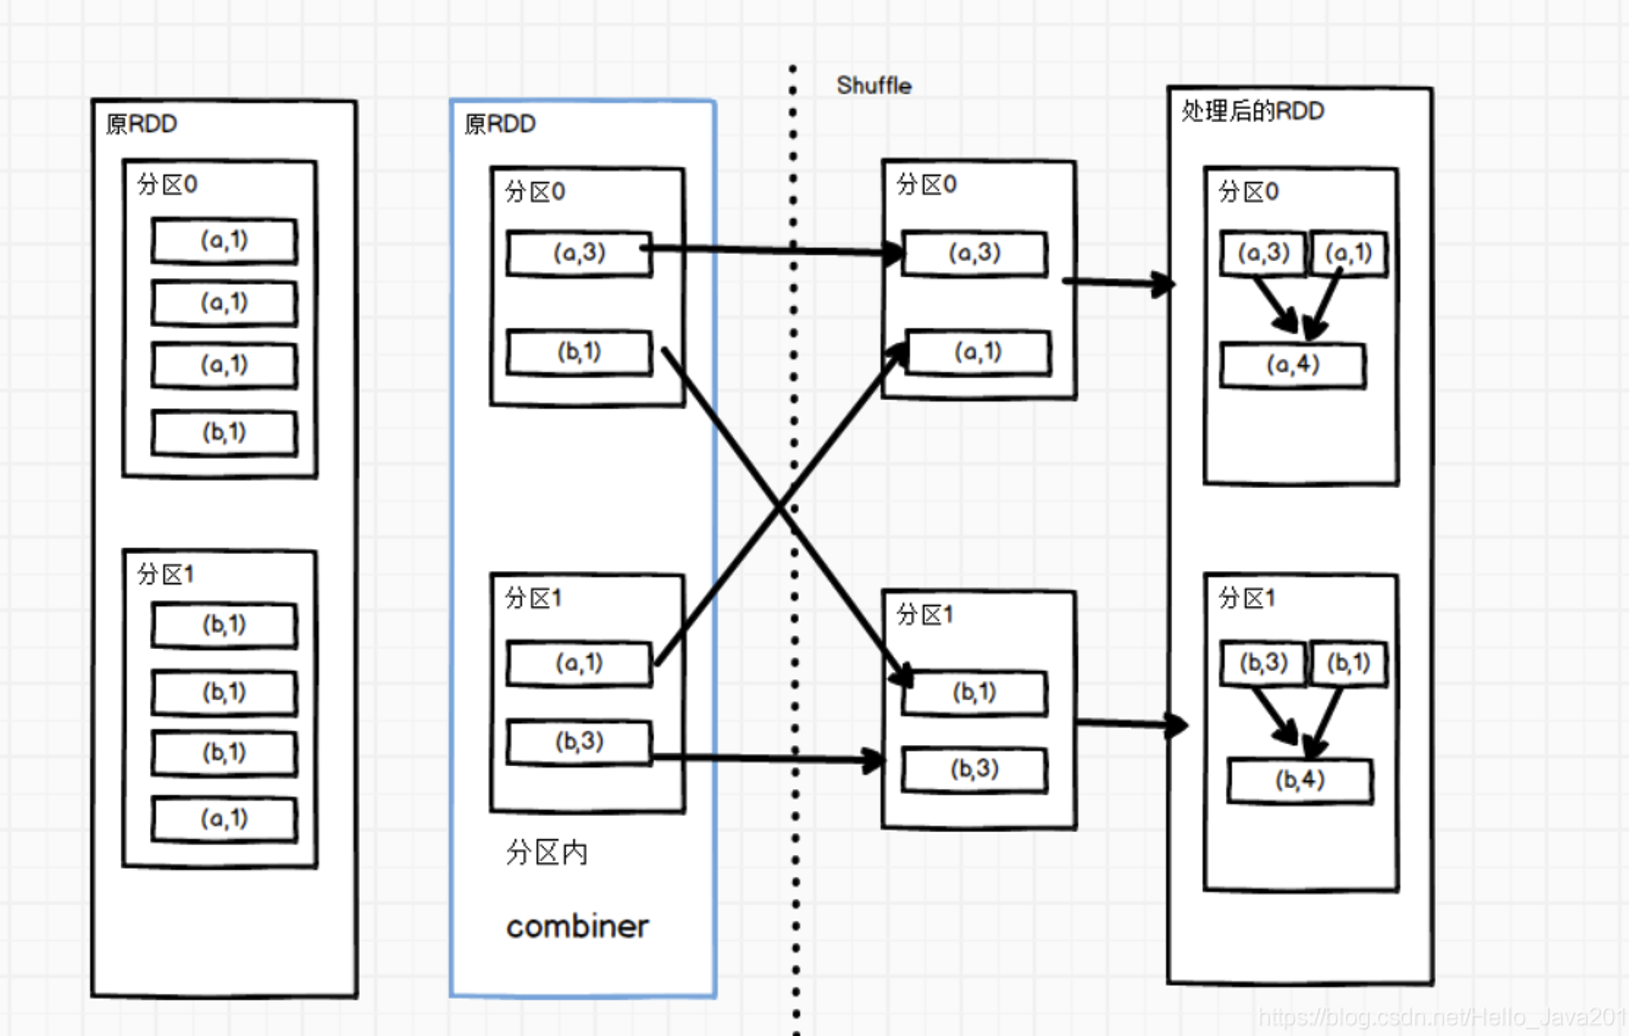 Shuffle
原RDD
分区0
(a,1)
(a,1)
(a,1)
(b,1)
分区1
(b,1)
(b,1)
(b,1)
(a,1)
原RDD
分区0
(a,3)
(b,1)
分区1
(a,1)
(b,3)
分区内
combiner
分区0
(a,3)
(a,1)
分区1
(b,1)
(b,3)
处理后的RDD
分区0
(a,3) (a,1)
(a,4)
分区1
(b,3) (b,1)
(b,4)
https://blog.csdn.net/Hello_Java201